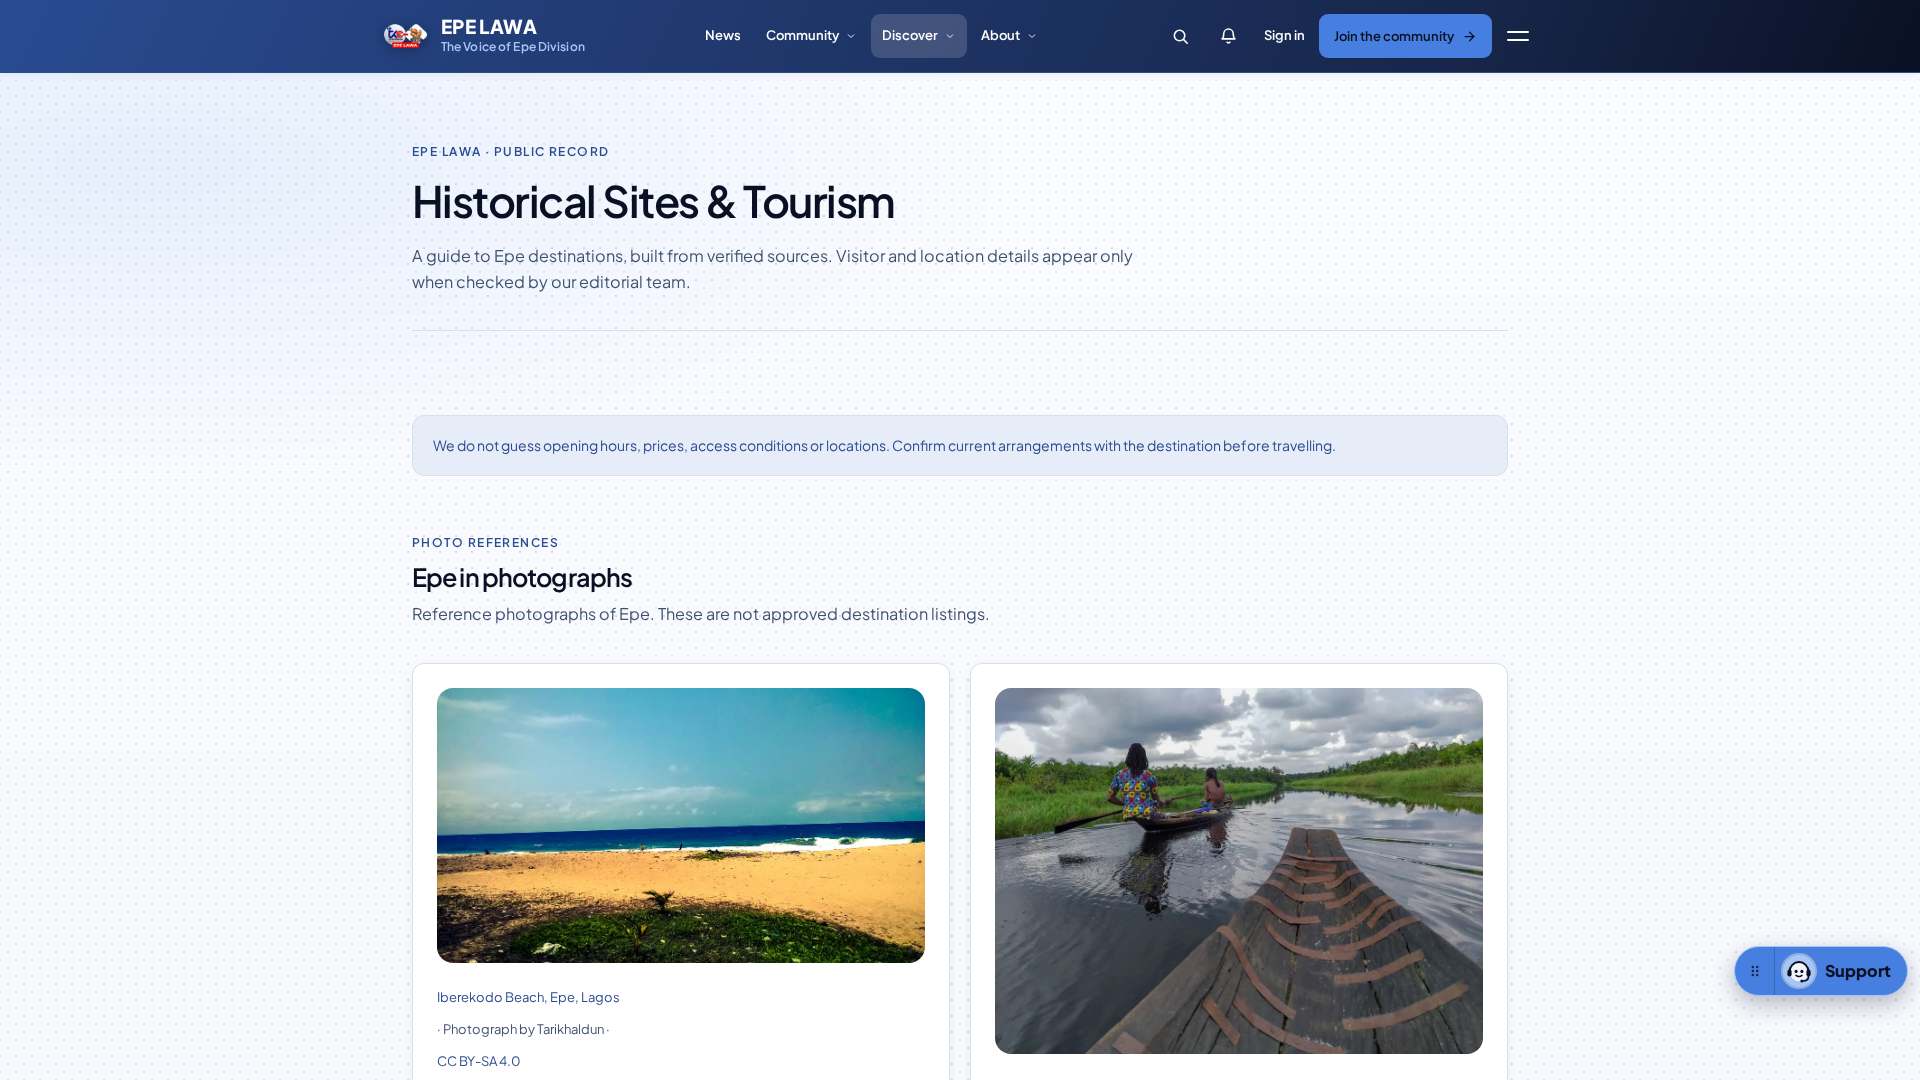 EPE LAWA
The Voice of Epe Division
News
Community
Discover
About
Sign in
Join the community
EPE LAWA · PUBLIC RECORD
Historical Sites & Tourism
A guide to Epe destinations, built from verified sources. Visitor and location details appear only
when checked by our editorial team.
We do not guess opening hours, prices, access conditions or locations. Confirm current arrangements with the destination before travelling.
PHOTO REFERENCES
Epe in photographs
Reference photographs of Epe. These are not approved destination listings.
Iberekodo Beach, Epe, Lagos
· Photograph by Tarikhaldun ·
CC BY-SA 4.0
Support